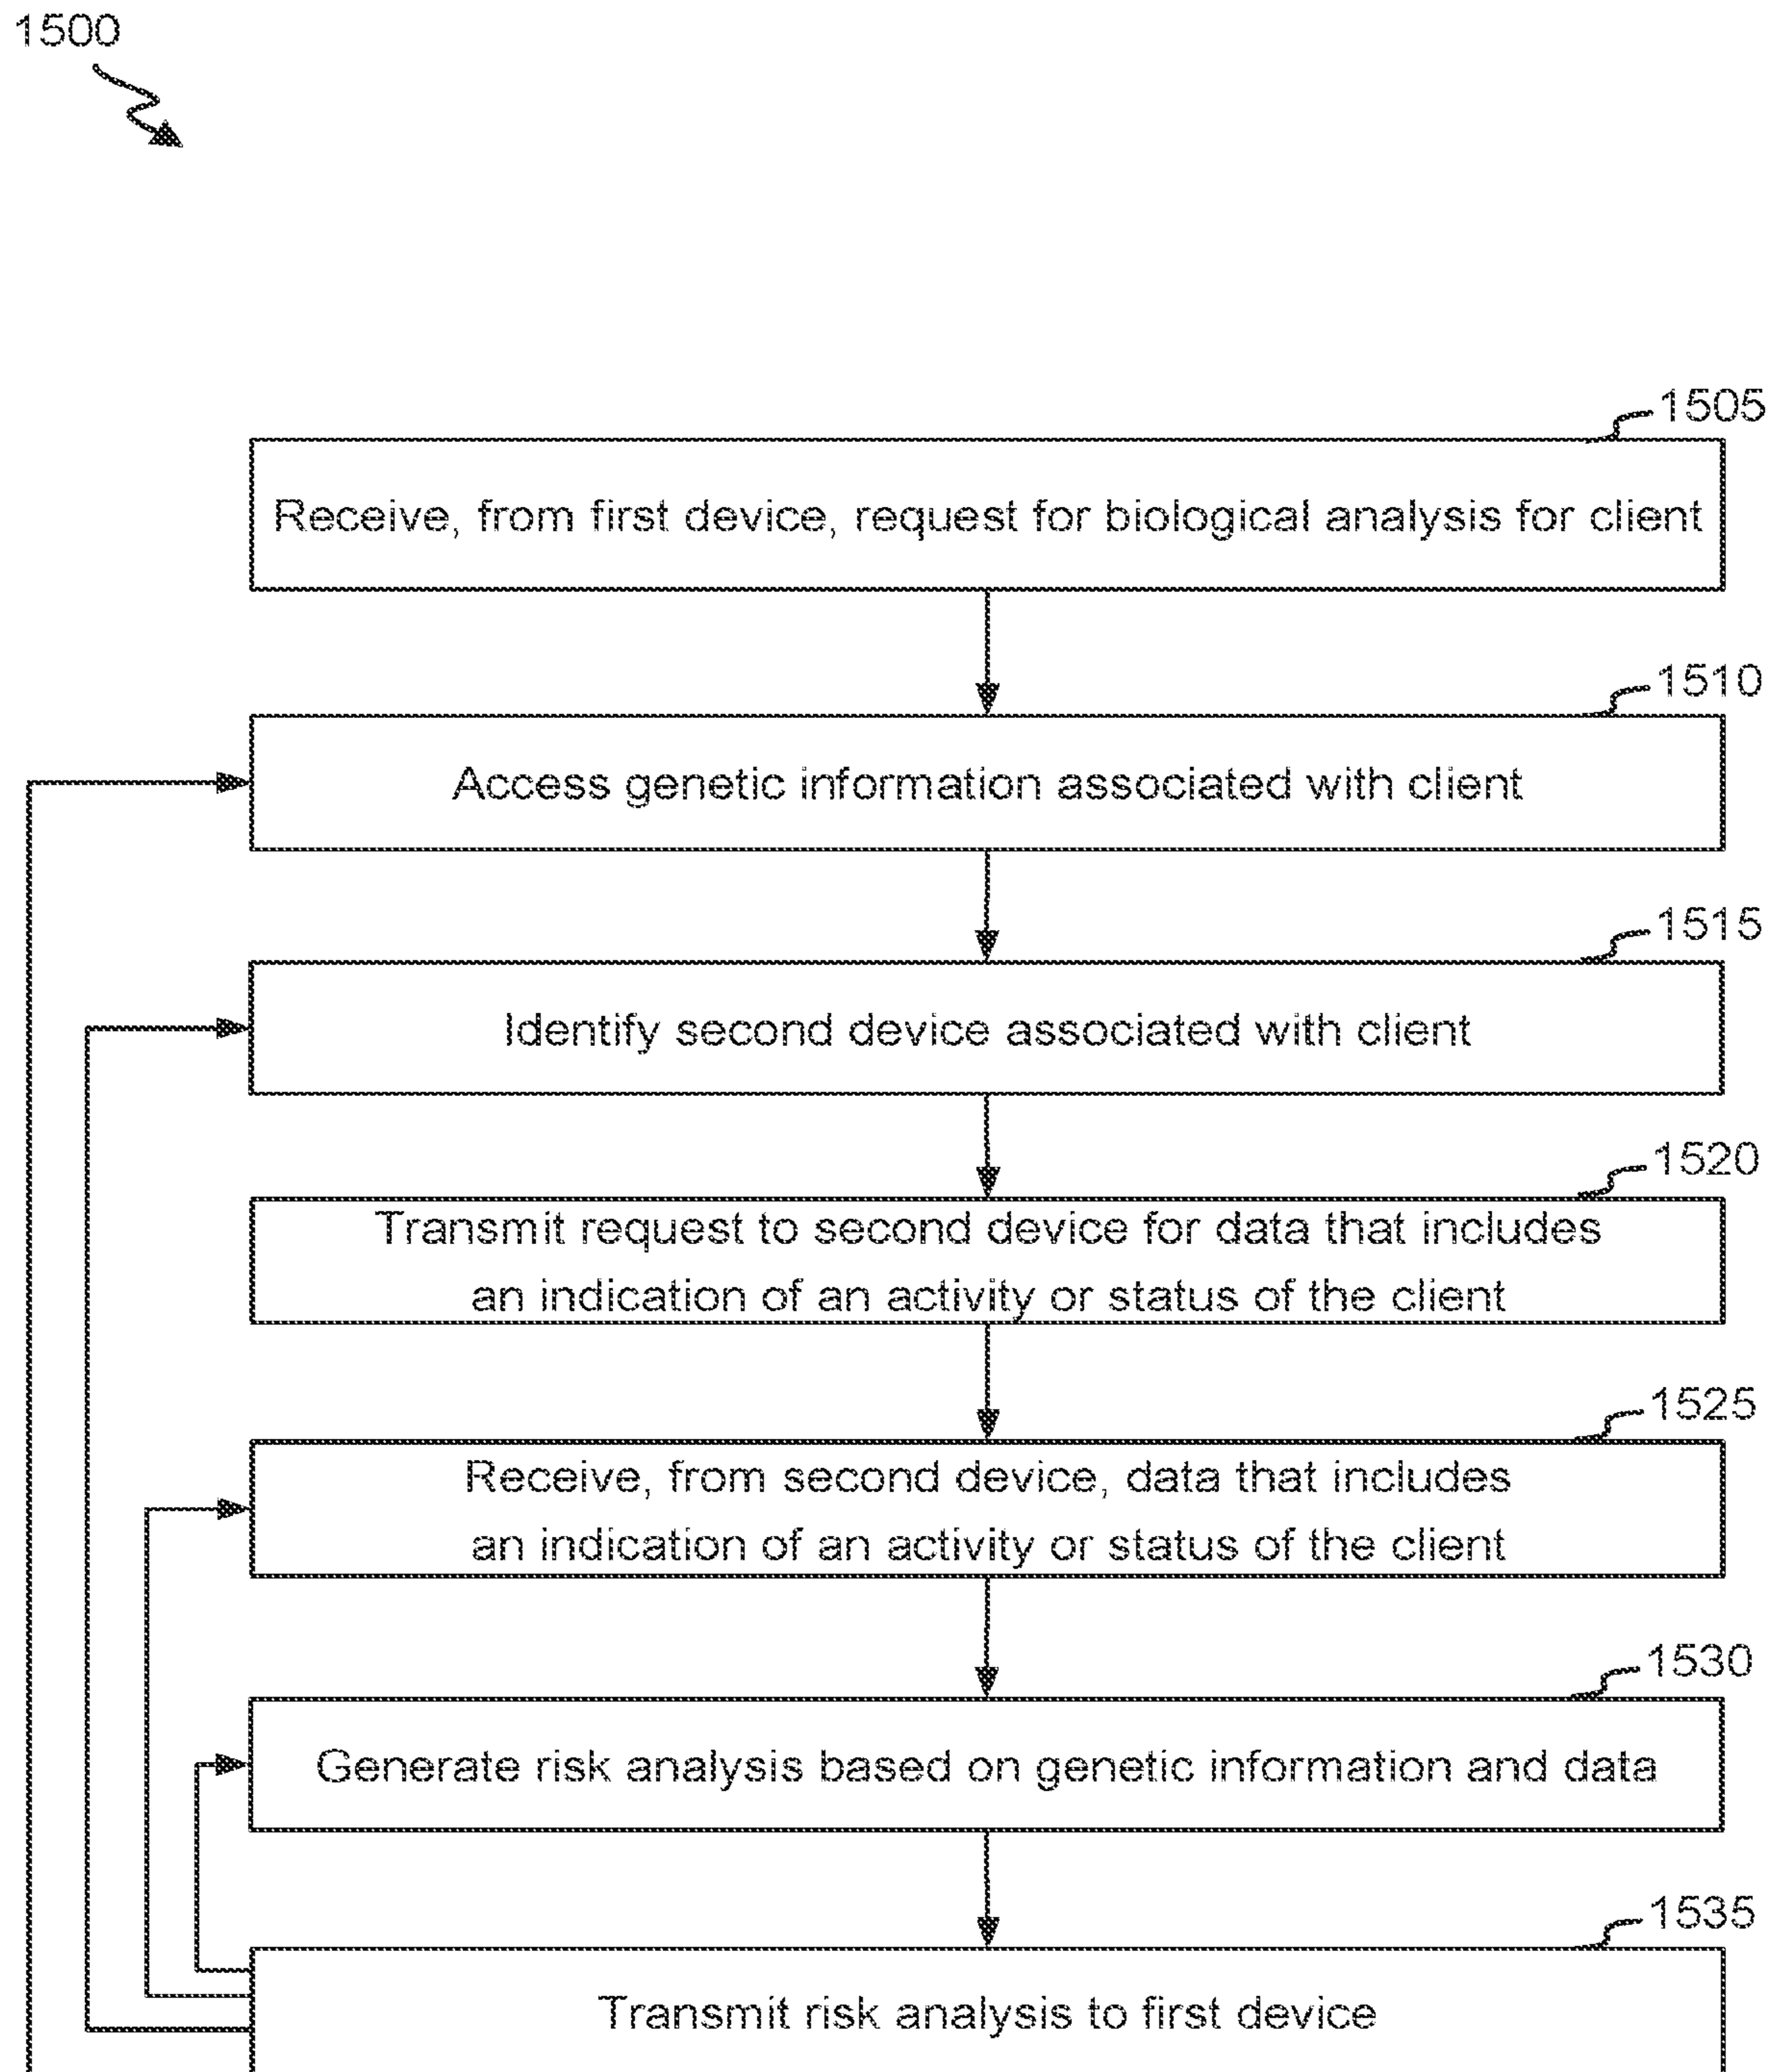 1500
1505
Receive, from first device, request for biological analysis for client
1510
Access genetic information associated with client
1515
Identify second device associated with client
1520
Transmit request to second device for data that includes
an indication of an activity or status of the client
1525
Receive, from second device, data that includes
an indication of an activity or status of the client
1530
Generate risk analysis based on genetic information and data
1535
Transmit risk analysis to first device